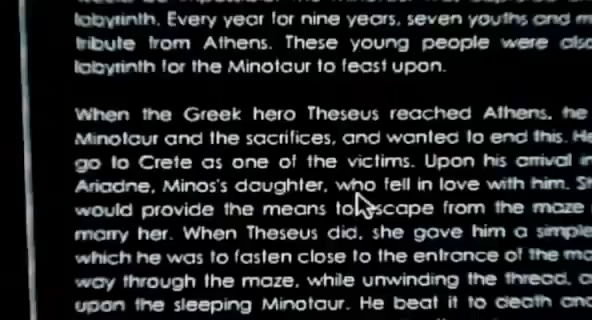 labyrinth. Every year for nine years, seven youths and m
tribute from Athens. These young people were also
labyrinth for the Minotaur to feast upon.
When the Greek hero Theseus reached Athens, he
Minotaur and the sacrifices, and wanted to end this. He
go to Crete as one of the victims. Upon his arrival in
Ariadne, Minos's daughter, who fell in love with him. Sh
would provide the means to escape from the maze
marry her. When Theseus did, she gave him a simple
which he was to fasten close to the entrance of the ma
way through the maze, while unwinding the thread,
upon the sleeping Minotaur. He beat it to death and